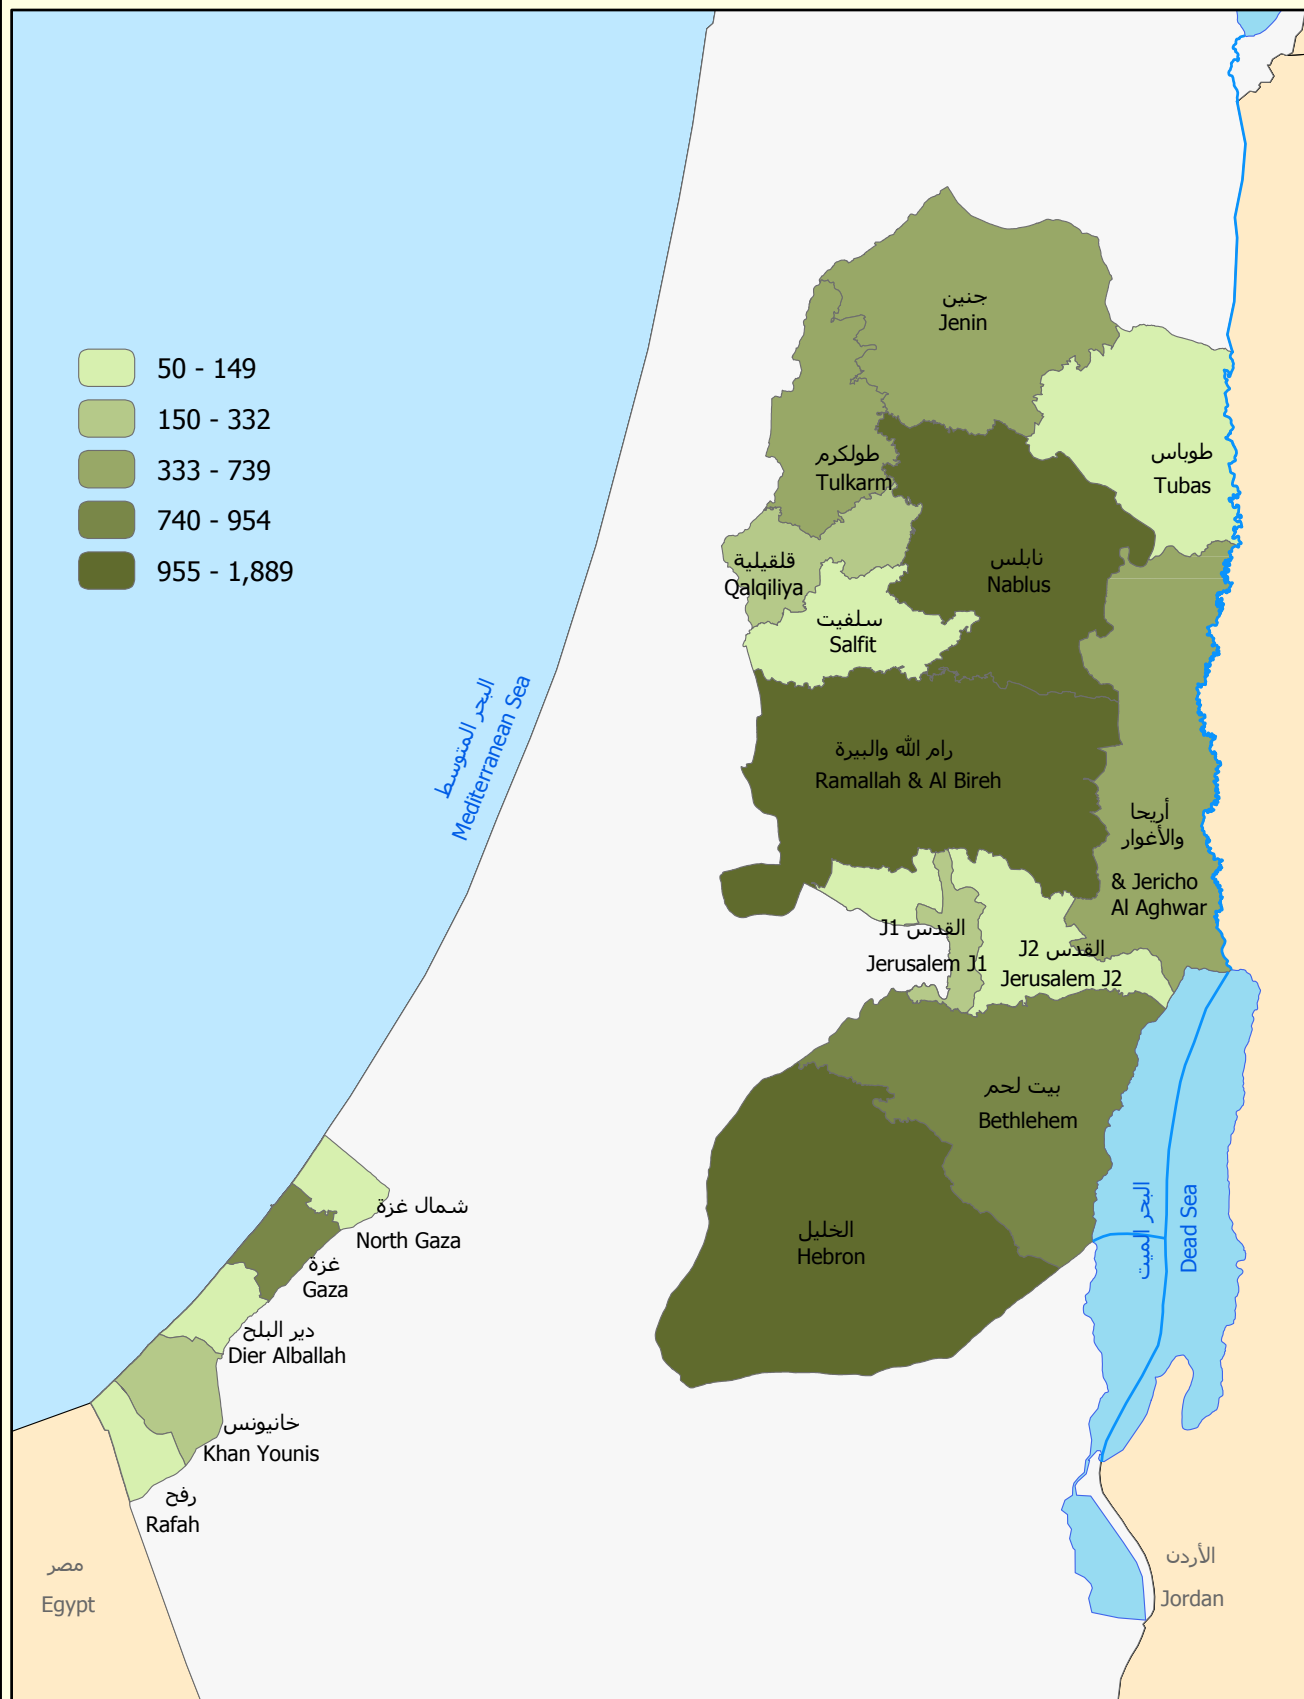 50 - 149
150 - 332
333 - 739
740 - 954
955 - 1,889
جنين
Jenin
طوباس
Tubas
طولكرم
Tulkarm
قلقيلية
Qalqiliya
نابلس
Nablus
سلفيت
Salfit
البحر المتوسط
Mediterranean Sea
رام الله والبيرة
Ramallah & Al Bireh
أريحا
والأغوار
& Jericho
Al Aghwar
القدس J1
Jerusalem J1
القدس J2
Jerusalem J2
بيت لحم
Bethlehem
البحر الميت
Dead Sea
الخليل
Hebron
شمال غزة
North Gaza
غزة
Gaza
دير البلح
Dier Alballah
خانيونس
Khan Younis
رفح
Rafah
مصر
Egypt
الأردن
Jordan